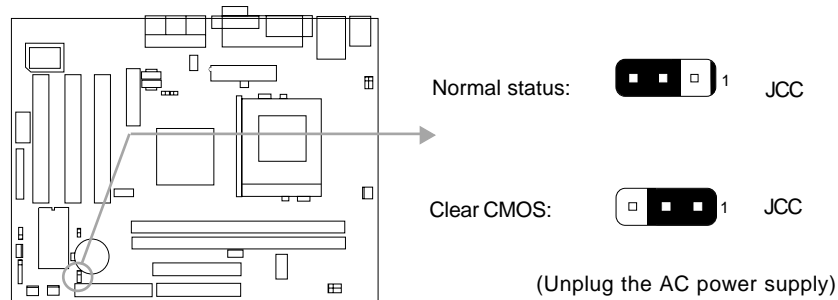 Normal status: 1 JCC
Clear CMOS: 1 JCC
(Unplug the AC power supply)